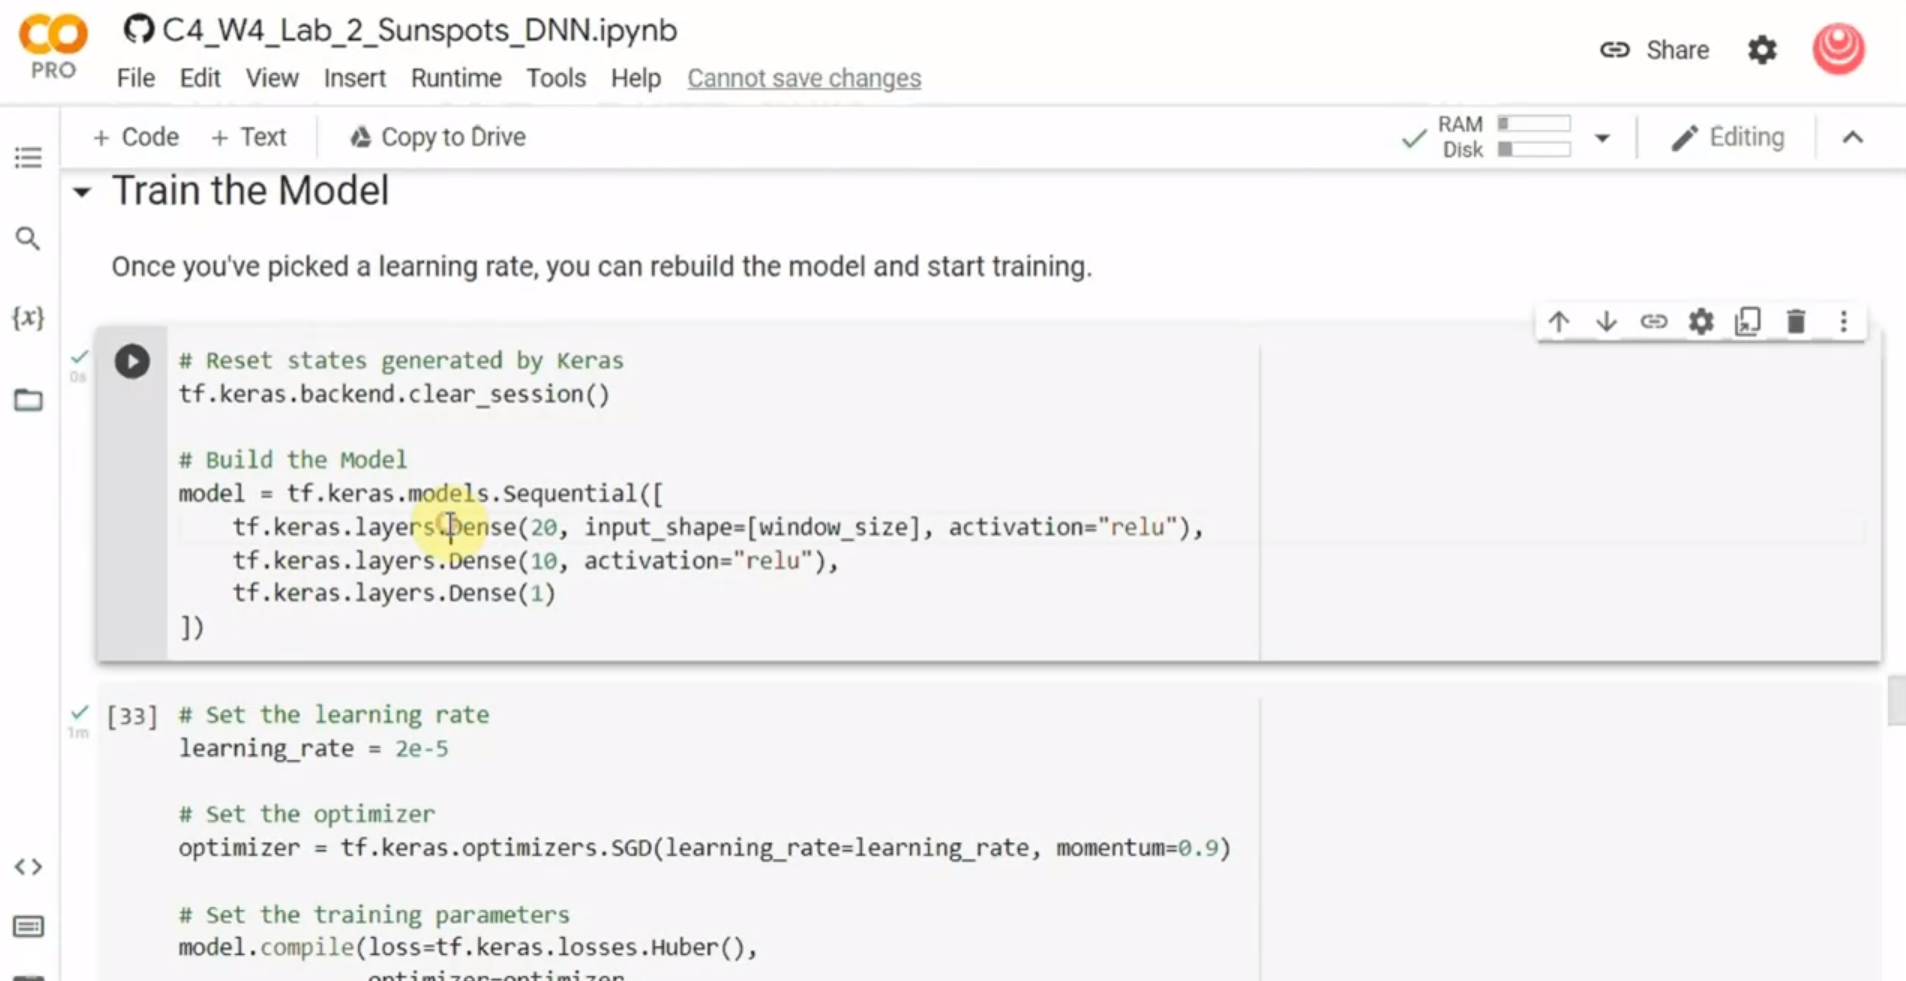 C4_W4_Lab_2_Sunspots_DNN.ipynb
PRO
File Edit View Insert Runtime Tools Help Cannot save changes
Share
+ Code + Text Copy to Drive
RAM
Disk
Editing
Train the Model
Once you've picked a learning rate, you can rebuild the model and start training.
{x}
0s
# Reset states generated by Keras
tf.keras.backend.clear_session()
# Build the Model
model = tf.keras.models.Sequential([
tf.keras.layers.Dense(20, input_shape=[window_size], activation="relu"),
tf.keras.layers.Dense(10, activation="relu"),
tf.keras.layers.Dense(1)
])
1m
[33] # Set the learning rate
learning_rate = 2e-5
# Set the optimizer
optimizer = tf.keras.optimizers.SGD(learning_rate=learning_rate, momentum=0.9)
# Set the training parameters
model.compile(loss=tf.keras.losses.Huber(),
optimizer=optimizer